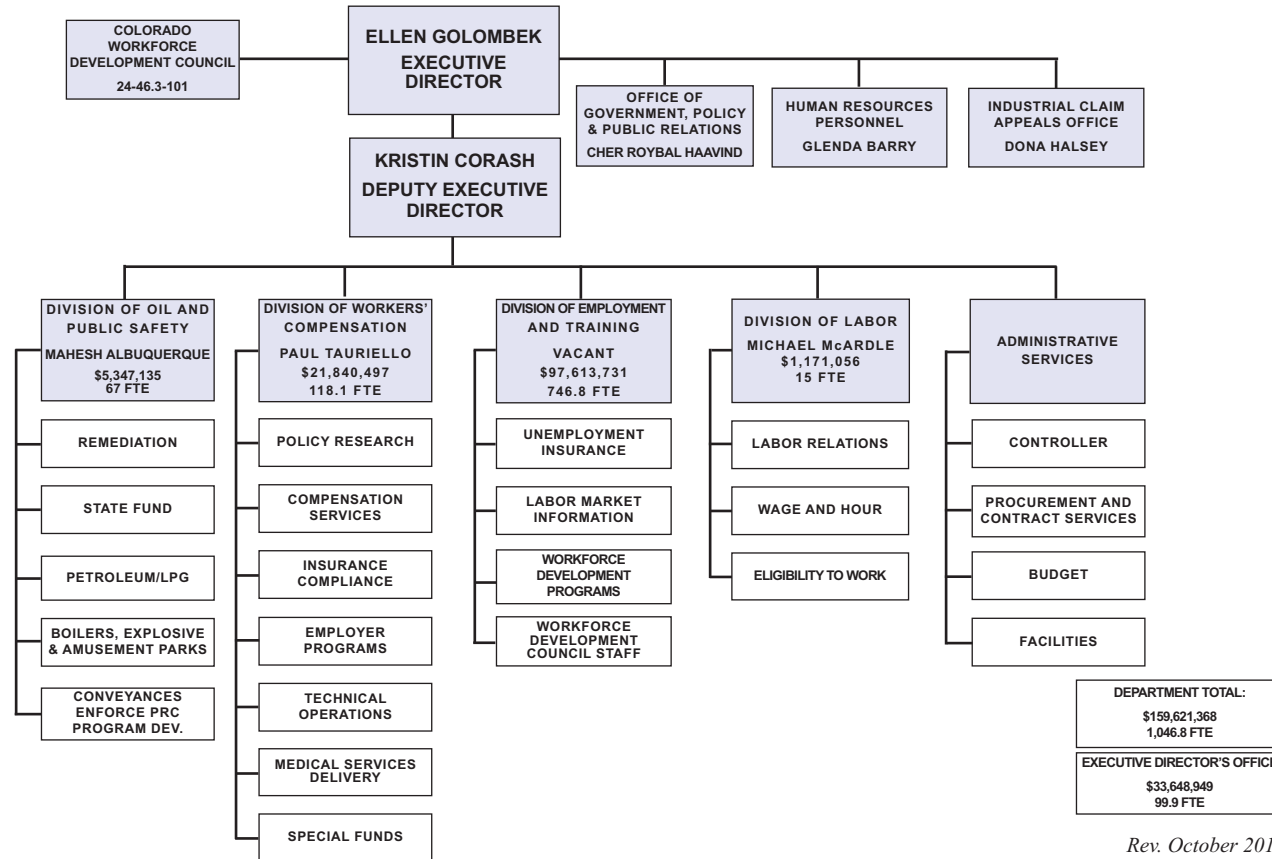 COLORADO
WORKFORCE
DEVELOPMENT COUNCIL
24-46.3-101
ELLEN GOLOMBEK
EXECUTIVE
DIRECTOR
OFFICE OF
GOVERNMENT, POLICY
& PUBLIC RELATIONS
CHER ROYBAL HAAVIND
HUMAN RESOURCES
PERSONNEL
GLENDA BARRY
INDUSTRIAL CLAIM
APPEALS OFFICE
DONA HALSEY
KRISTIN CORASH
DEPUTY EXECUTIVE
DIRECTOR
DIVISION OF OIL AND
PUBLIC SAFETY
MAHESH ALBUQUERQUE
$5,347,135
67 FTE
REMEDIATION
STATE FUND
PETROLEUM/LPG
BOILERS, EXPLOSIVE
& AMUSEMENT PARKS
CONVEYANCES
ENFORCE PRC
PROGRAM DEV.
DIVISION OF WORKERS'
COMPENSATION
PAUL TAURIELLO
$21,840,497
118.1 FTE
POLICY RESEARCH
COMPENSATION
SERVICES
INSURANCE
COMPLIANCE
EMPLOYER
PROGRAMS
TECHNICAL
OPERATIONS
MEDICAL SERVICES
DELIVERY
SPECIAL FUNDS
DIVISION OF EMPLOYMENT
AND TRAINING
VACANT
$97,613,731
746.8 FTE
UNEMPLOYMENT
INSURANCE
LABOR MARKET
INFORMATION
WORKFORCE
DEVELOPMENT
PROGRAMS
WORKFORCE
DEVELOPMENT
COUNCIL STAFF
DIVISION OF LABOR
MICHAEL McARDLE
$1,171,056
15 FTE
LABOR RELATIONS
WAGE AND HOUR
ELIGIBILITY TO WORK
ADMINISTRATIVE
SERVICES
CONTROLLER
PROCUREMENT AND
CONTRACT SERVICES
BUDGET
FACILITIES
DEPARTMENT TOTAL:
$159,621,368
1,046.8 FTE
EXECUTIVE DIRECTOR'S OFFICE
$33,648,949
99.9 FTE
Rev. October 201